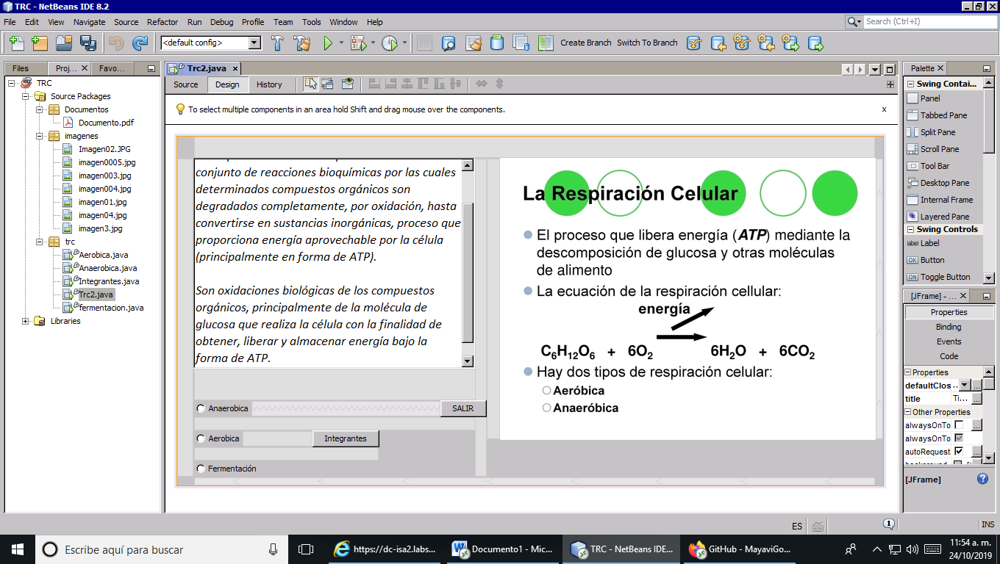 TRC - NetBeans IDE 8.2
File Edit View Navigate Source Refactor Run Debug Profile Team Tools Window Help
Search (Ctrl+I)
<default config>
Create Branch Switch To Branch
Files Proj... Favo...
TRC
Source Packages
Documentos
Documento.pdf
imagenes
Imagen02.JPG
imagen0005.jpg
imagen003.jpg
imagen004.jpg
imagen01.jpg
imagen04.jpg
imagen3.jpg
trc
Aerobica.java
Anaerobica.java
Integrantes.java
Trc2.java
fermentacion.java
Libraries
Trc2.java
Source Design History
To select multiple components in an area hold Shift and drag mouse over the components.
x
conjunto de reacciones bioquímicas por las cuales
determinados compuestos orgánicos son
degradados completamente, por oxidación, hasta
convertirse en sustancias inorgánicas, proceso que
proporciona energía aprovechable por la célula
(principalmente en forma de ATP).
Son oxidaciones biológicas de los compuestos
orgánicos, principalmente de la molécula de
glucosa que realiza la célula con la finalidad de
obtener, liberar y almacenar energía bajo la
forma de ATP.
Anaerobica
SALIR
Aerobica
Integrantes
Fermentación
La Respiración Celular
El proceso que libera energía (ATP) mediante la
descomposición de glucosa y otras moléculas
de alimento
La ecuación de la respiración cellular:
energía
C6H12O6 + 6O2 6H2O + 6CO2
Hay dos tipos de respiración celular:
Aeróbica
Anaeróbica
Palette
Swing Contai...
Panel
Tabbed Pane
Split Pane
Scroll Pane
Tool Bar
Desktop Pane
Internal Frame
Layered Pane
Swing Controls
label Label
OK Button
ON Toggle Button
[JFrame] - ...
Properties
Binding
Events
Code
Properties
defaultClos ...
title Ti... ...
Other Properties
alwaysOnTo ...
alwaysOnTo
autoRequest ...
[JFrame]
ES
1
INS
Escribe aquí para buscar
https://dc-isa2.labs...
Documento1 - Mic...
TRC - NetBeans IDE...
GitHub - MayaviGo...
11:54 a. m.
24/10/2019